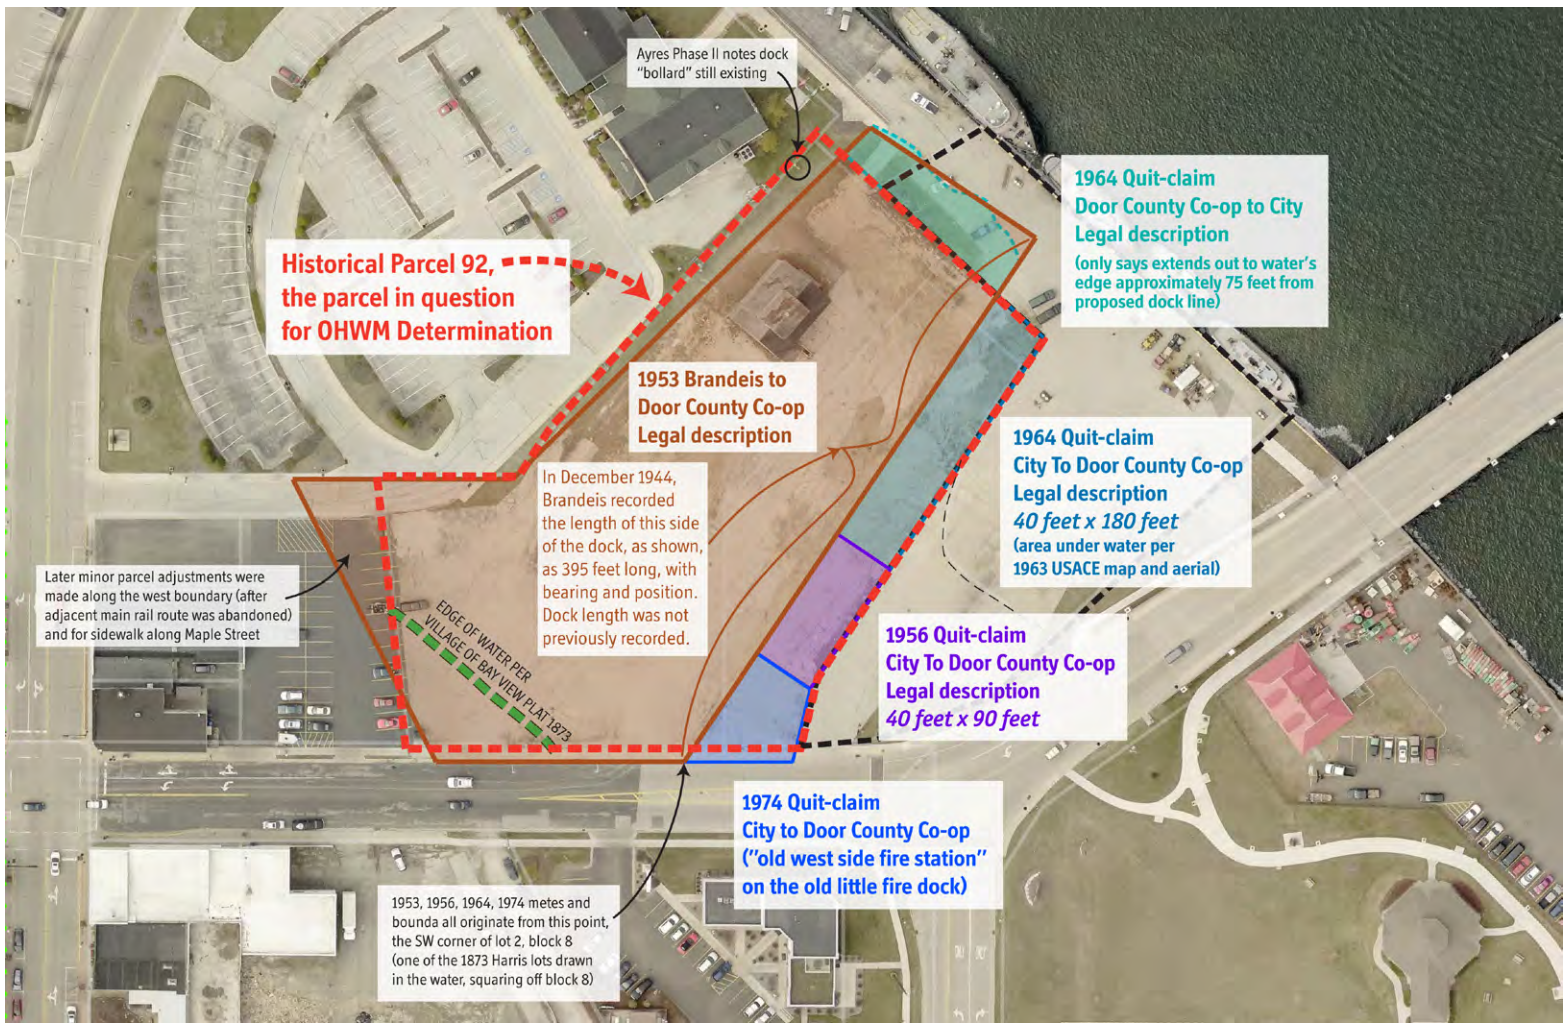 Ayres Phase II notes dock
"bollard" still existing
1964 Quit-claim
Door County Co-op to City
Legal description
(only says extends out to water's
edge approximately 75 feet from
proposed dock line)
Historical Parcel 92,
the parcel in question
for OHWM Determination
1953 Brandeis to
Door County Co-op
Legal description
1964 Quit-claim
City To Door County Co-op
Legal description
40 feet x 180 feet
(area under water per
1963 USACE map and aerial)
In December 1944,
Brandeis recorded
the length of this side
of the dock, as shown,
as 395 feet long, with
bearing and position.
Dock length was not
previously recorded.
Later minor parcel adjustments were
made along the west boundary (after
adjacent main rail route was abandoned)
and for sidewalk along Maple Street
EDGE OF WATER PER
VILLAGE OF BAY VIEW PLAT 1873
1956 Quit-claim
City To Door County Co-op
Legal description
40 feet x 90 feet
1974 Quit-claim
City to Door County Co-op
("old west side fire station"
on the old little fire dock)
1953, 1956, 1964, 1974 metes and
bounda all originate from this point,
the SW corner of lot 2, block 8
(one of the 1873 Harris lots drawn
in the water, squaring off block 8)